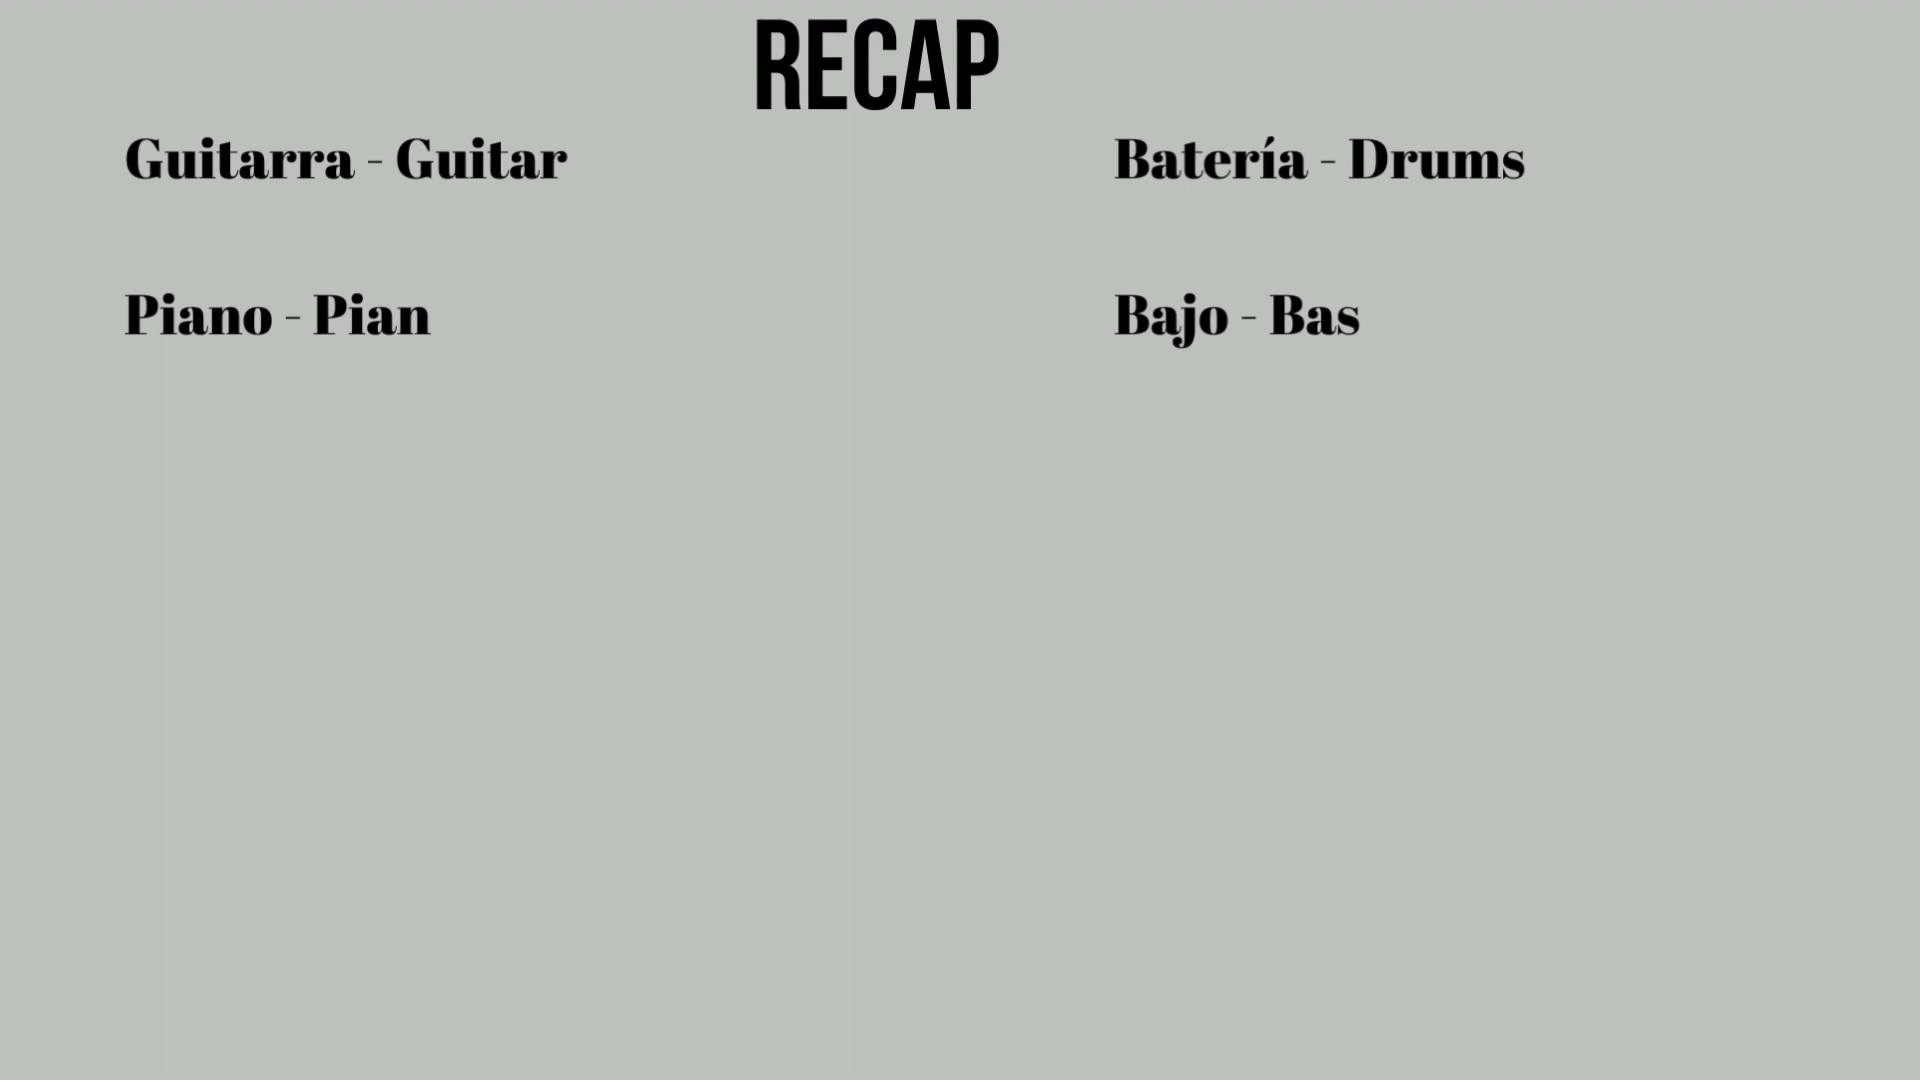 RECAP
Guitarra - Guitar
Batería - Drums
Piano - Pian
Bajo - Bas